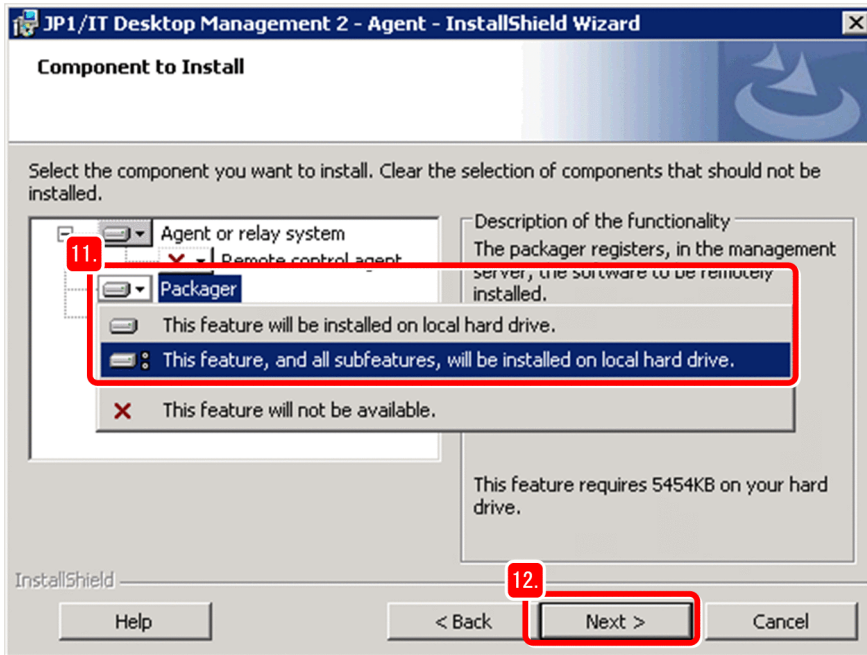 JP1/IT Desktop Management 2 - Agent - InstallShield Wizard
Component to Install
Select the component you want to install. Clear the selection of components that should not be
installed.
Agent or relay system
11.
Remote control agent
Packager
This feature will be installed on local hard drive.
This feature, and all subfeatures, will be installed on local hard drive.
This feature will not be available.
Description of the functionality
The packager registers, in the management
server, the software to be remotely
installed.
This feature requires 5454KB on your hard
drive.
InstallShield
12.
Help
< Back
Next >
Cancel